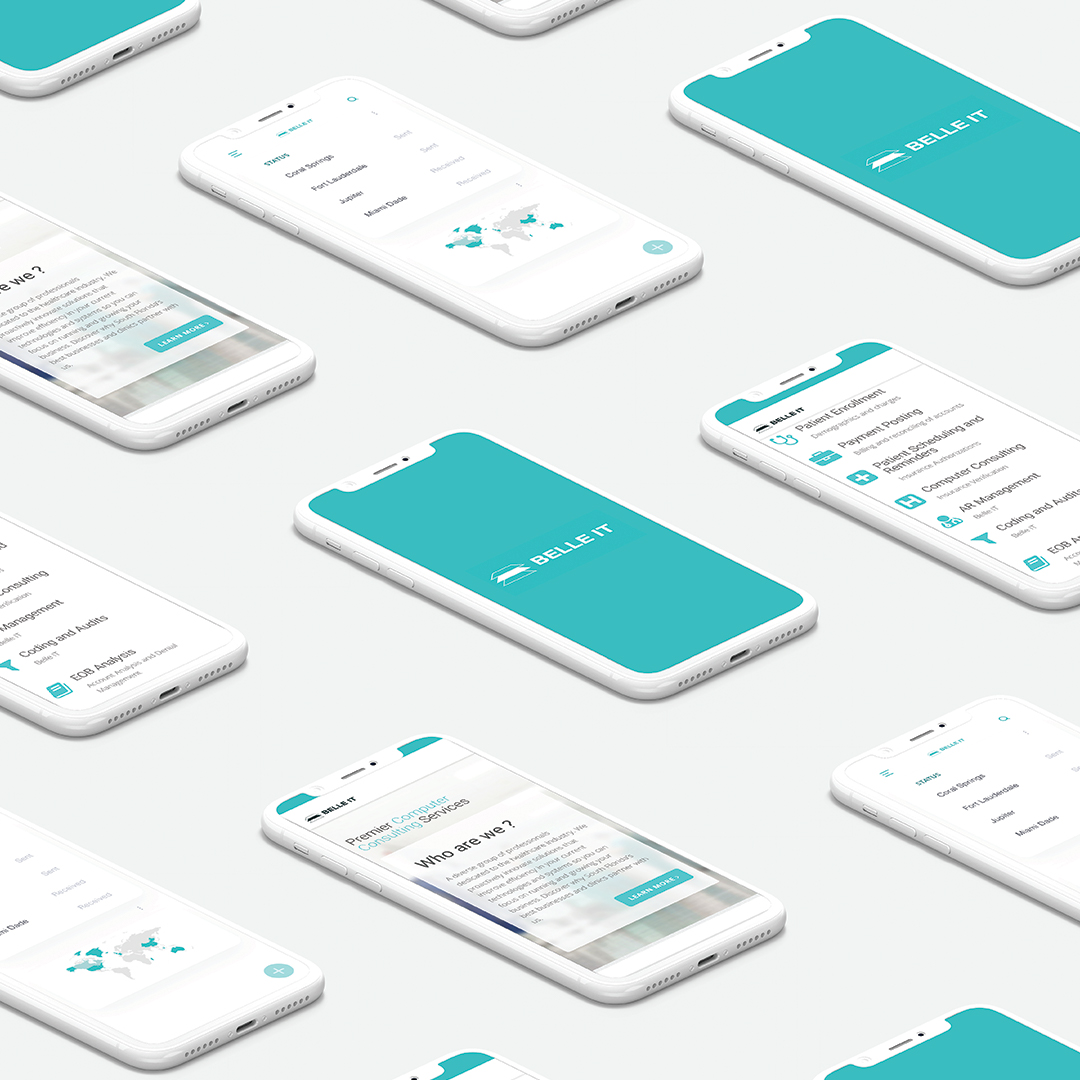 BELLE IT
STATUS
Coral Springs Sent
Fort Lauderdale Sent
Jupiter Received
Miami Dade Received
BELLE IT
e we ?
se group of professionals
dedicated to the healthcare industry. We
proactively innovate solutions that
improve efficiency in your current
technologies and systems so you can
focus on running and growing your
business. Discover why South Florida's
best businesses and clinics partner with
us.
LEARN MORE ›
BELLE IT
Patient Enrollment
Demographics and charges
Payment Posting
Billing and reconciling of accounts
Patient Scheduling and
Reminders
Insurance Authorizations
Computer Consulting
Insurance Verification
AR Management
Belle IT
Coding and Audits
Belle IT
EOB A
BELLE IT
Consulting
Verification
Management
Belle IT
Coding and Audits
Belle IT
EOB Analysis
Account Analysis and Denial
Management
BELLE IT
Premier Computer
Consulting Services
Who are we ?
A diverse group of professionals
dedicated to the healthcare industry. We
proactively innovate solutions that
improve efficiency in your current
technologies and systems so you can
focus on running and growing your
business. Discover why South Florida's
best businesses and clinics partner with
us.
LEARN MORE ›
BELLE IT
STATUS
Coral Springs Sent
Fort Lauderdale
Jupiter
Miami Dade
Sent
Sent
Received
Dade Received